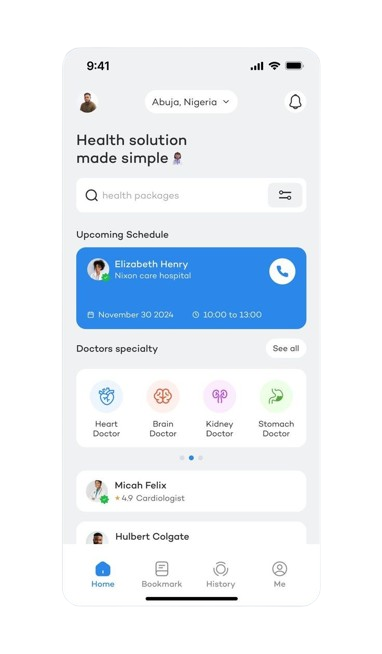 9:41
Abuja, Nigeria
Health solution
made simple
health packages
Upcoming Schedule
Elizabeth Henry
Nixon care hospital
November 30 2024
10:00 to 13:00
Doctors specialty
See all
Heart
Doctor
Brain
Doctor
Kidney
Doctor
Stomach
Doctor
Micah Felix
4.9 Cardiologist
Hulbert Colgate
Home
Bookmark
History
Me